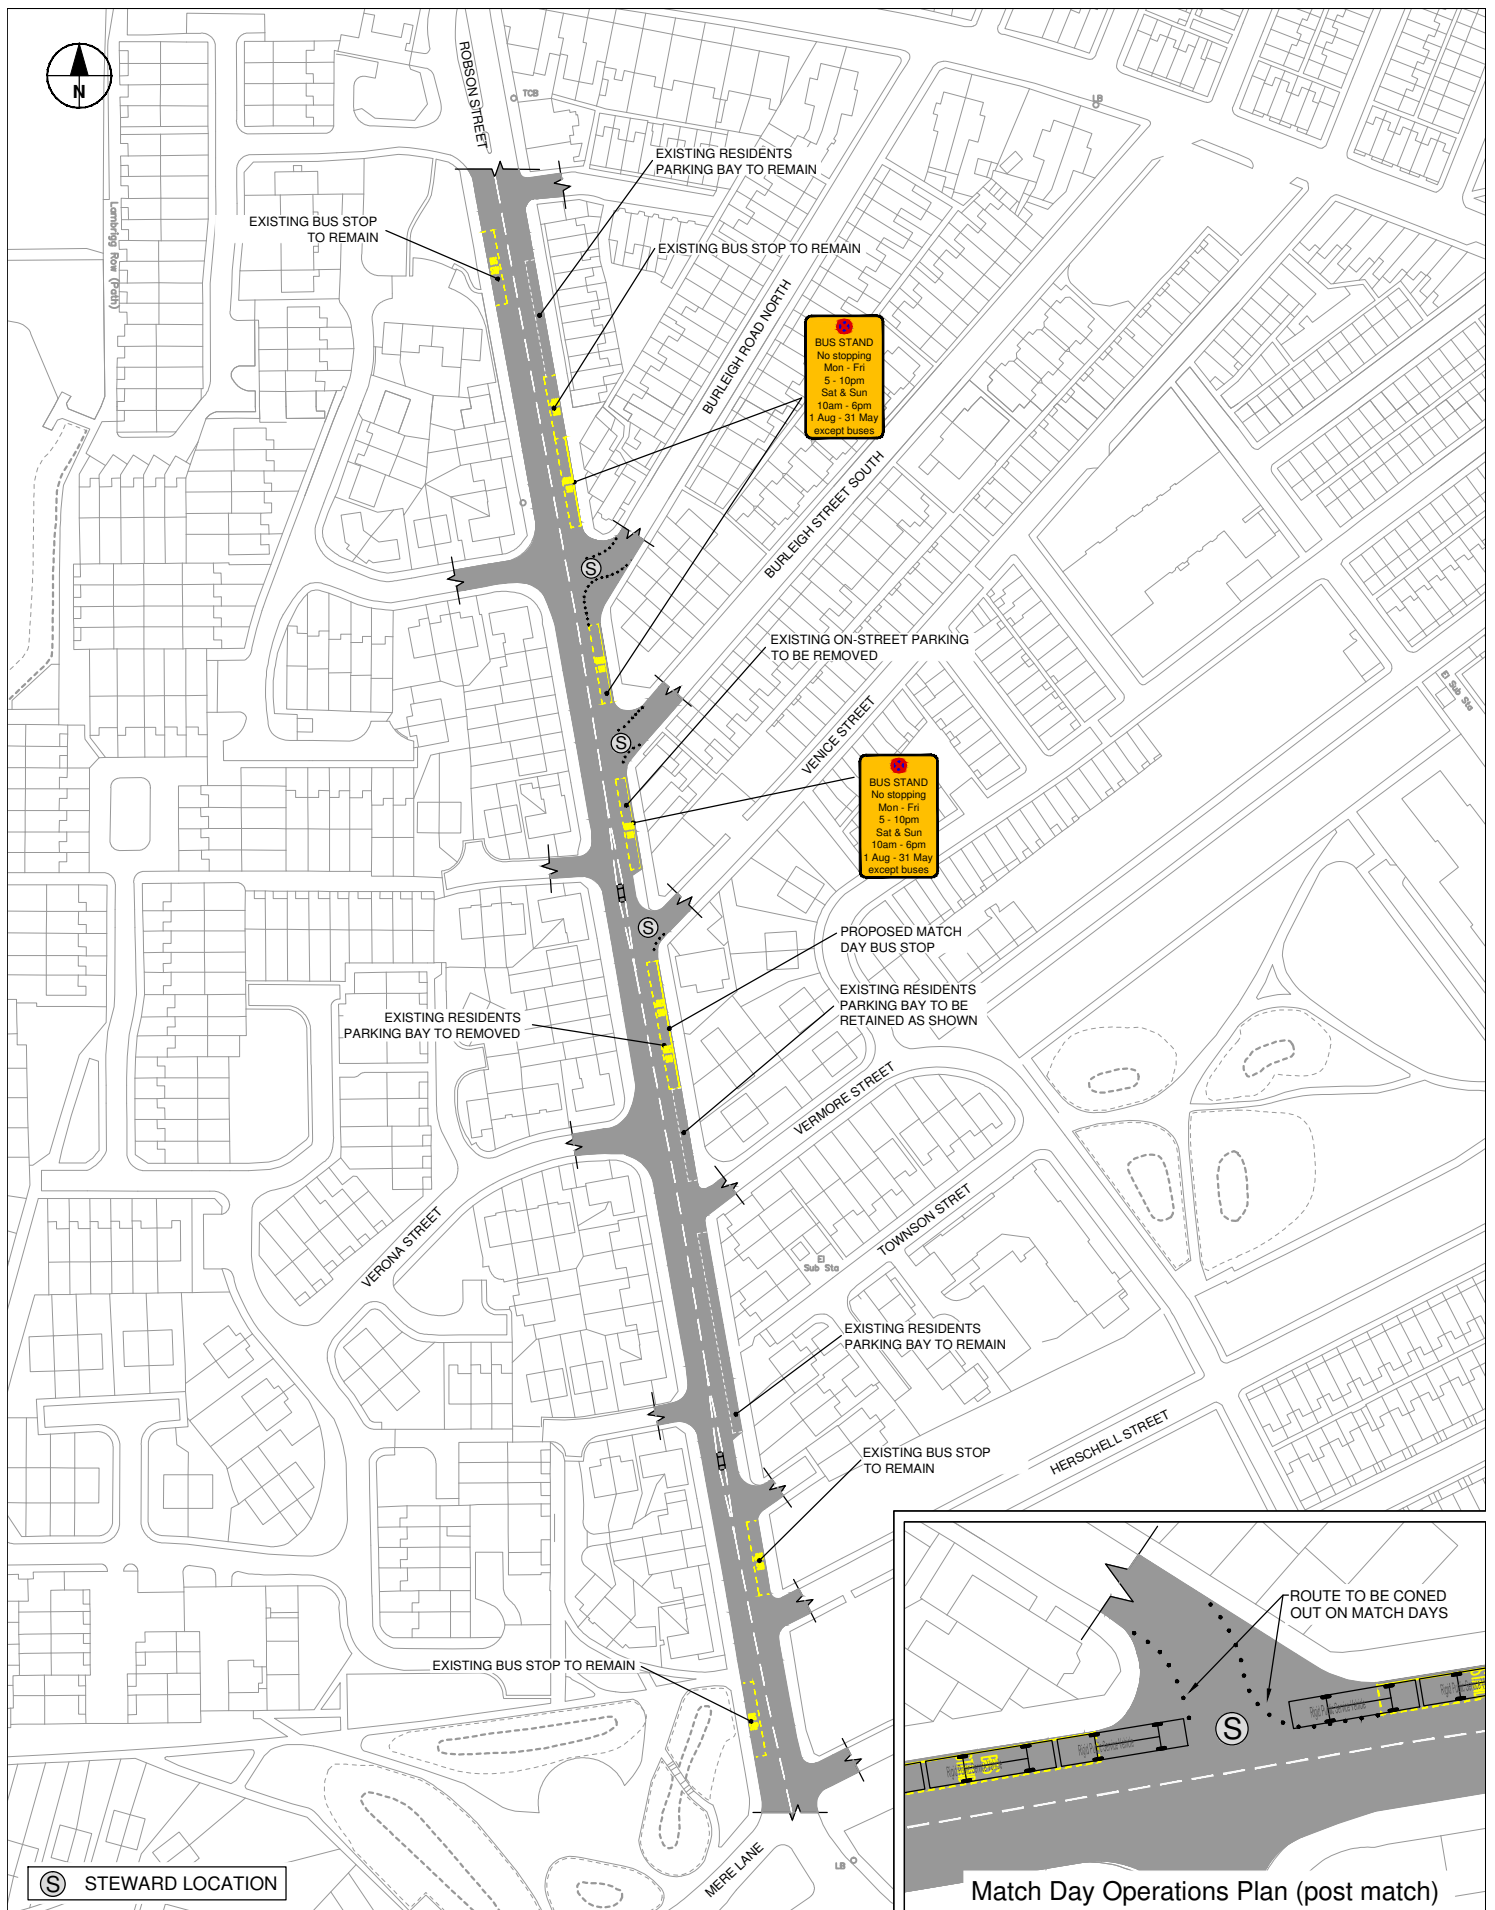 N
ROBSON STREET
TCB
LB
EXISTING RESIDENTS
PARKING BAY TO REMAIN
EXISTING BUS STOP
TO REMAIN
EXISTING BUS STOP TO REMAIN
Lambrigg Row (Path)
BURLEIGH ROAD NORTH
BUS STAND
No stopping
Mon - Fri
5 - 10pm
Sat & Sun
10am - 6pm
1 Aug - 31 May
except buses
BURLEIGH STREET SOUTH
S
EXISTING ON-STREET PARKING
TO BE REMOVED
El Sub Sta
VENICE STREET
S
BUS STAND
No stopping
Mon - Fri
5 - 10pm
Sat & Sun
10am - 6pm
1 Aug - 31 May
except buses
S
PROPOSED MATCH
DAY BUS STOP
EXISTING RESIDENTS
PARKING BAY TO BE
RETAINED AS SHOWN
EXISTING RESIDENTS
PARKING BAY TO REMOVED
VERMORE STREET
TOWNSON STRET
VERONA STREET
El
Sub Sta
EXISTING RESIDENTS
PARKING BAY TO REMAIN
HERSCHELL STREET
EXISTING BUS STOP
TO REMAIN
EXISTING BUS STOP TO REMAIN
MERE LANE
LB
S STEWARD LOCATION
ROUTE TO BE CONED
OUT ON MATCH DAYS
S
Match Day Operations Plan (post match)